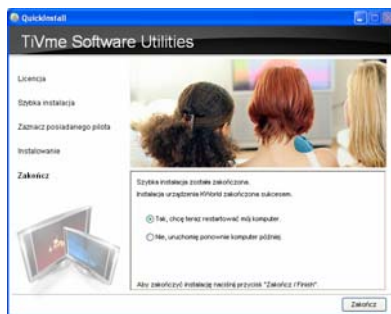 QuickInstall
TiVme Software Utilities
Licencja
Szybka instalacja
Zaznacz posiadanego pilota
Instalowanie
Zakończ
Szybka instalacja została zakończona.
Instalacja urządzenia KWorld zakończona sukcesem.
Tak, chcę teraz restartować mój komputer.
Nie, uruchomię ponownie komputer później.
Aby zakończyć instalację naciśnij przycisk "Zakończ / Finish".
Zakończ